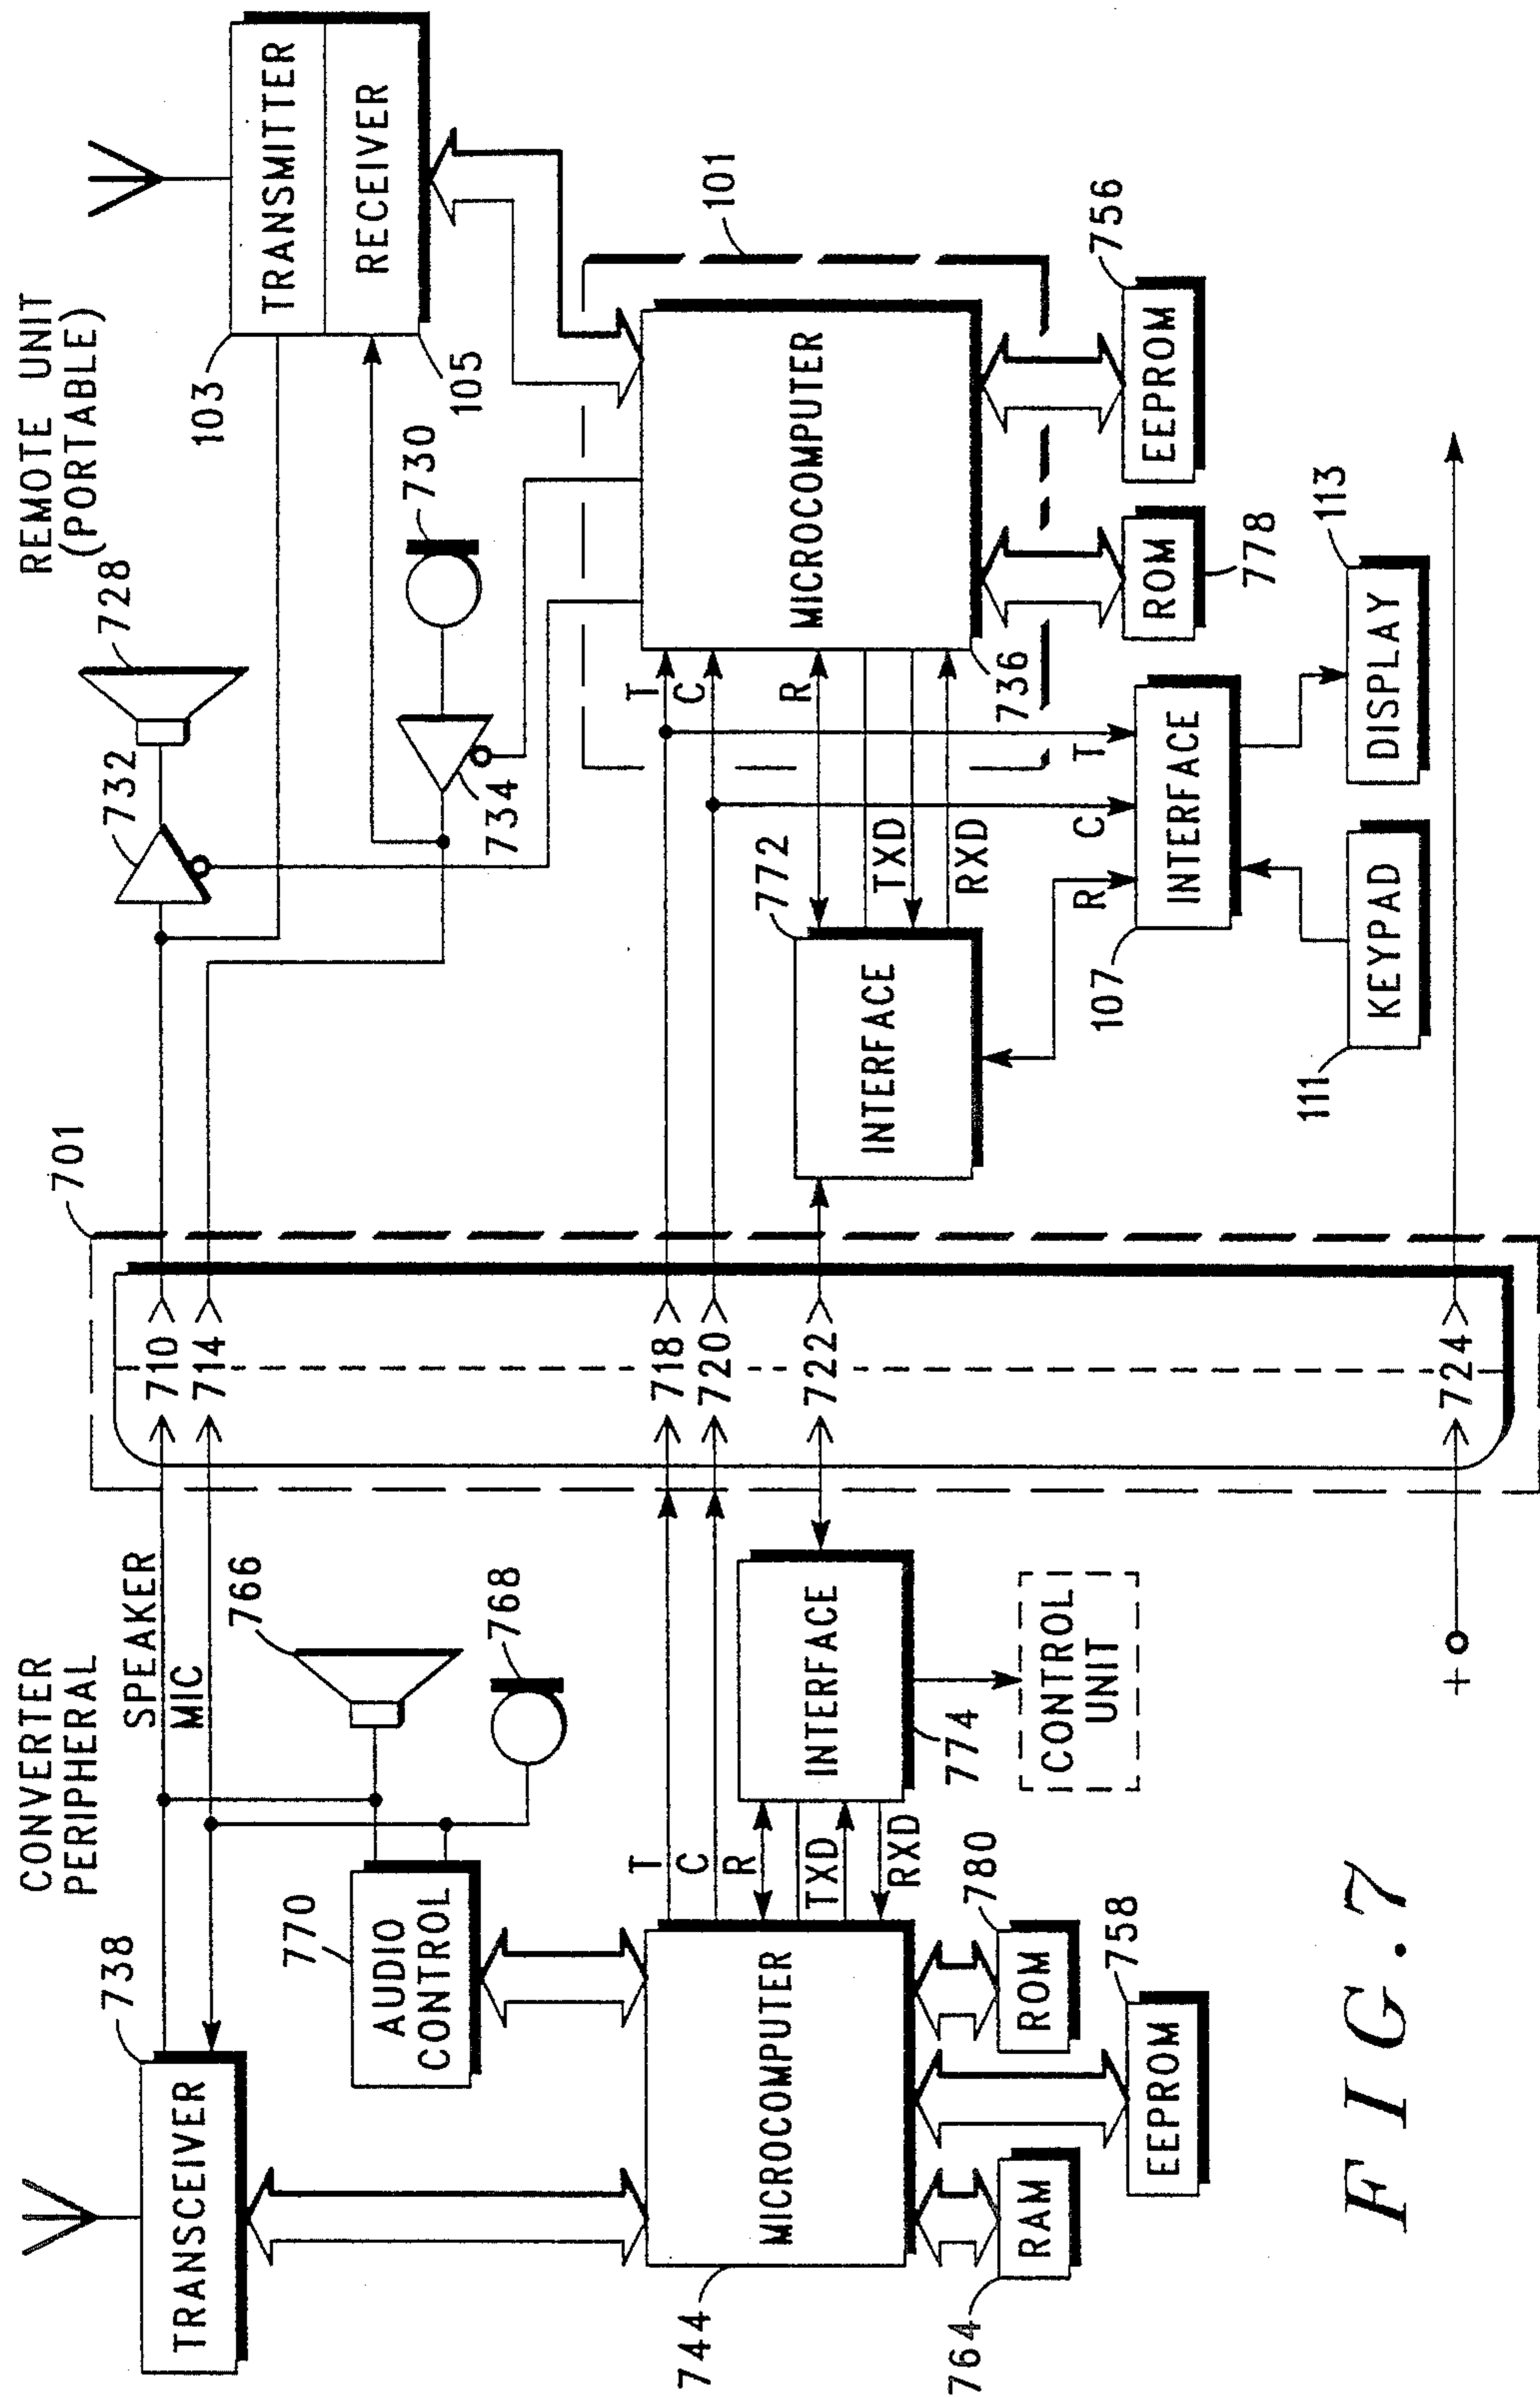 CONVERTER
PERIPHERAL
REMOTE UNIT
(PORTABLE)
701
738
TRANSCEIVER
SPEAKER
MIC
766
768
770
AUDIO
CONTROL
744
MICROCOMPUTER
T
C
R
TXD
RXD
INTERFACE
774
CONTROL
UNIT
764
RAM
EEPROM
758
ROM
780
+
710
714
718
720
722
724
732
728
734
730
103
TRANSMITTER
RECEIVER
105
101
T
C
R
TXD
RXD
MICROCOMPUTER
736
772
INTERFACE
ROM
778
EEPROM
756
R
C
T
107
INTERFACE
111
KEYPAD
DISPLAY
113
FIG.7